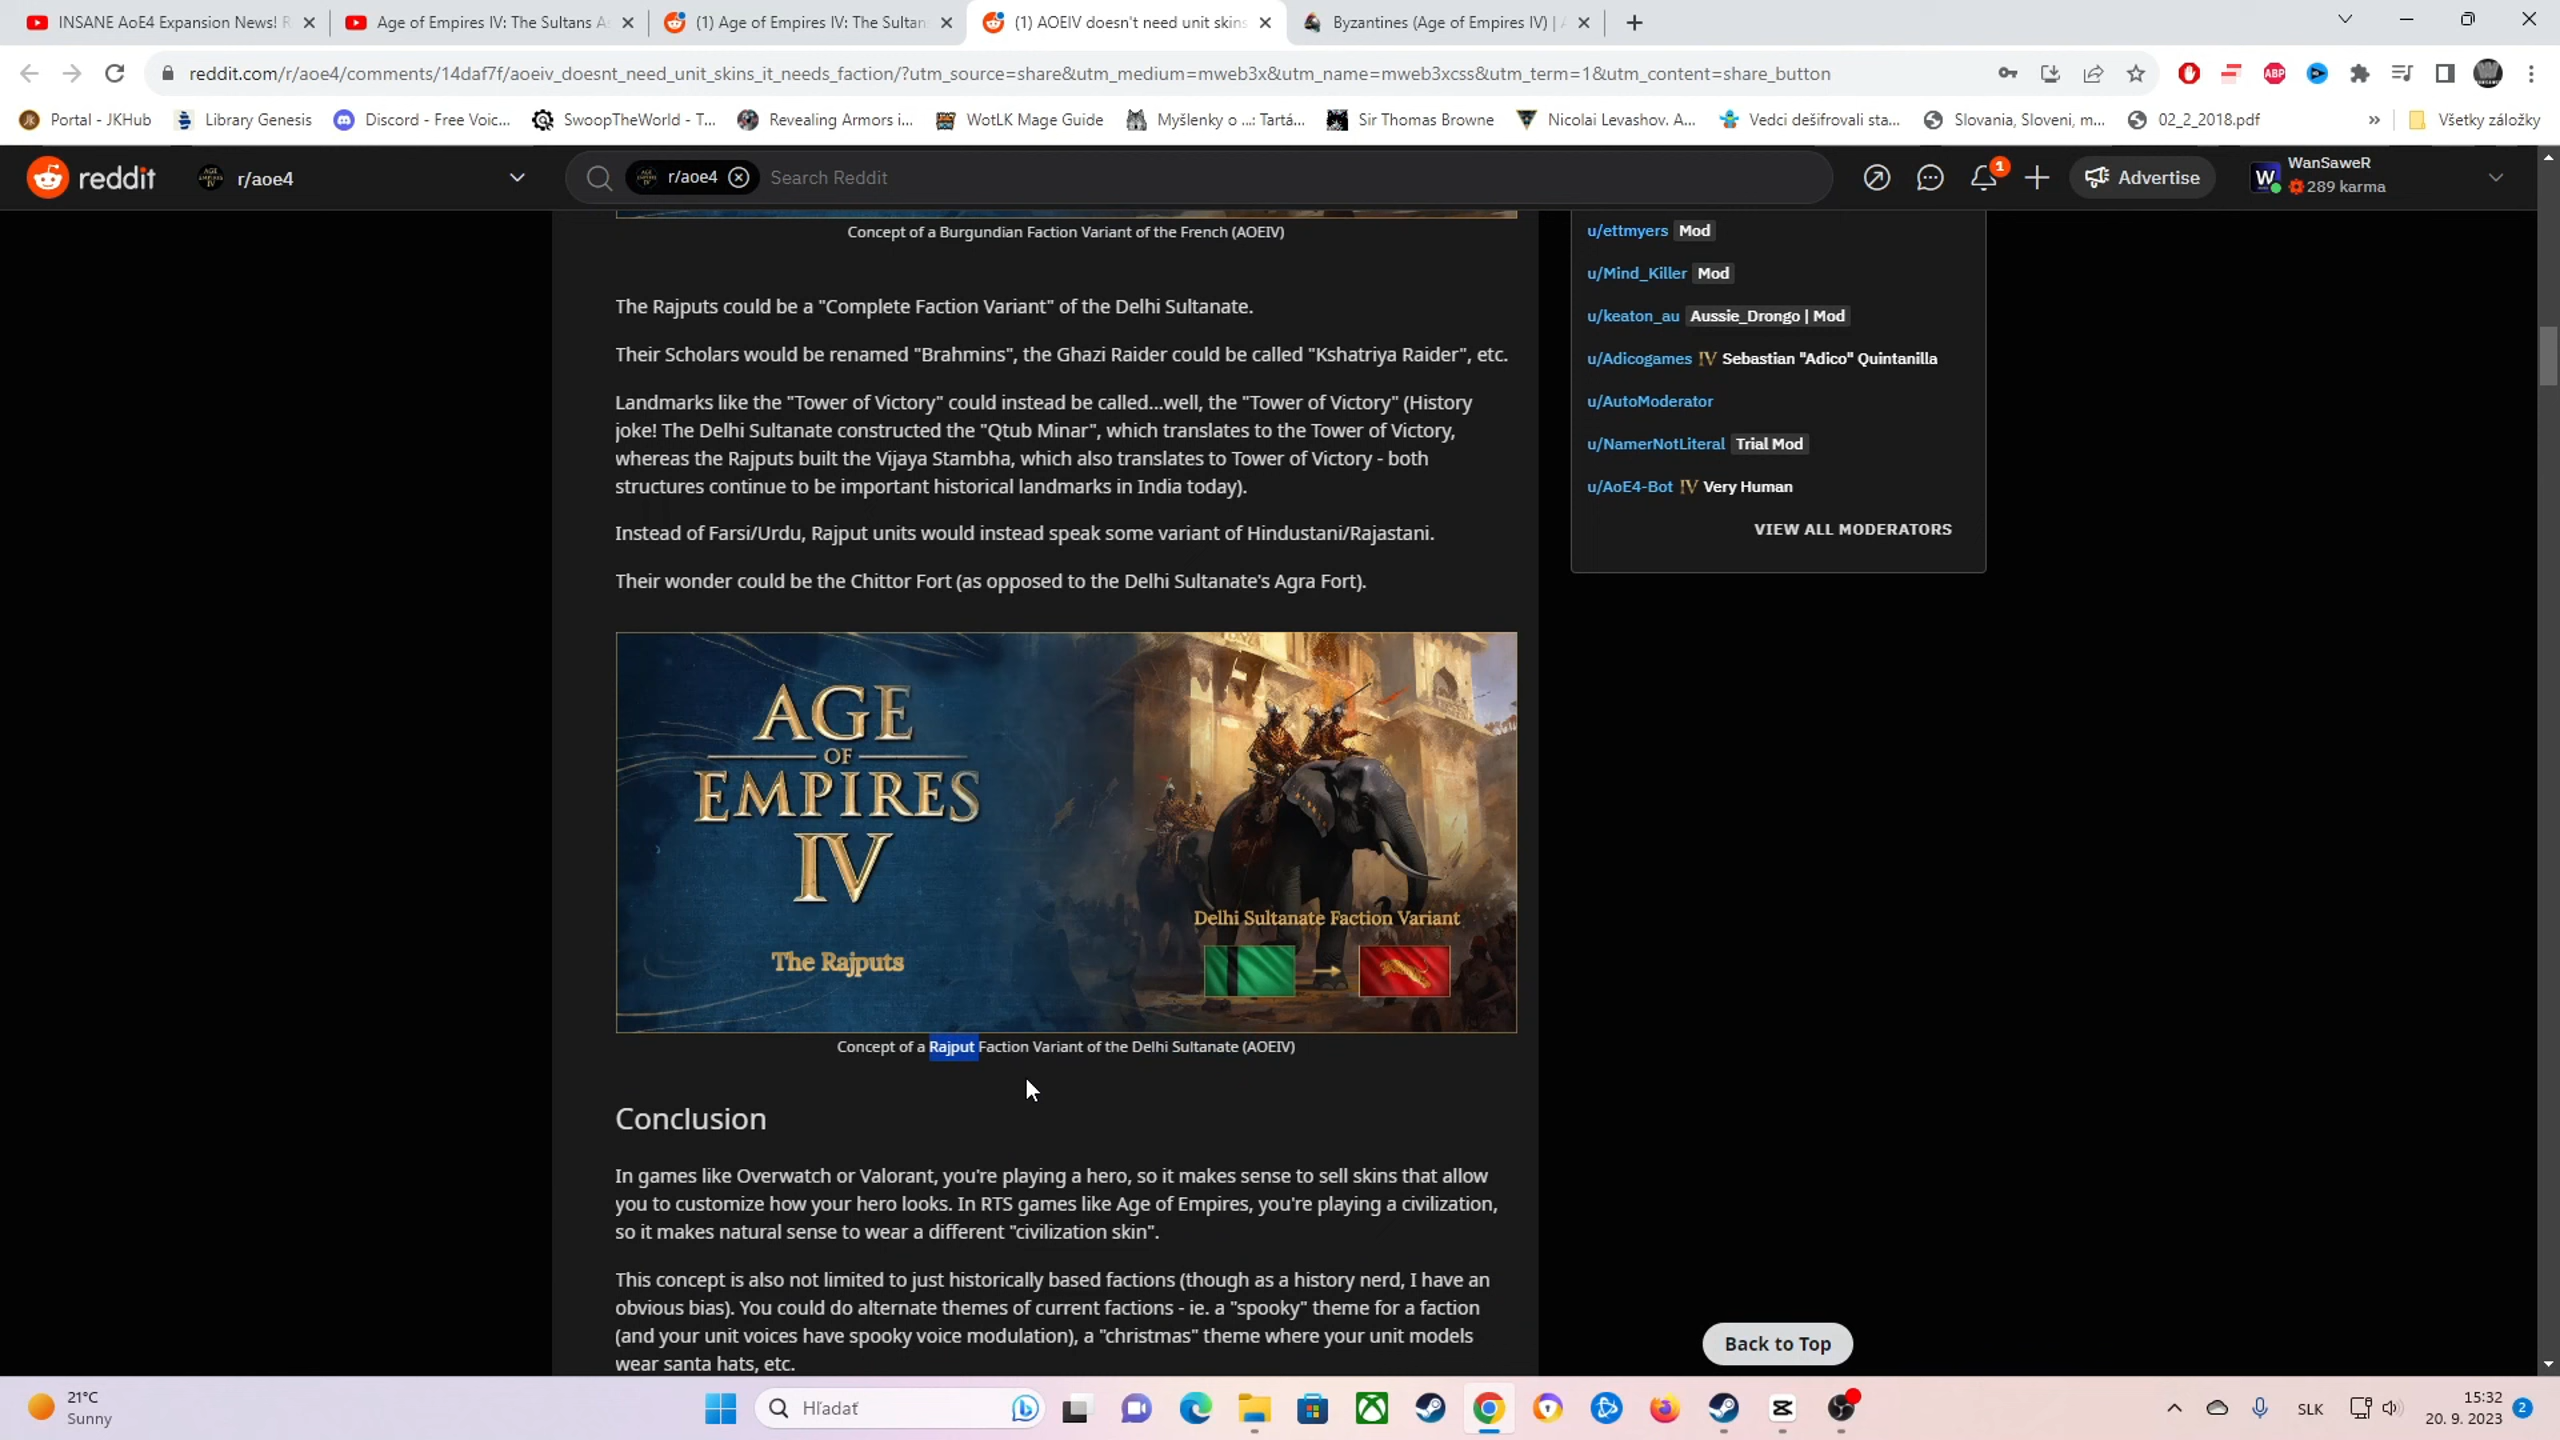 INSANE AoE4 Expansion News! R
Age of Empires IV: The Sultans As
(1) Age of Empires IV: The Sultans
(1) AOEIV doesn't need unit skins
Byzantines (Age of Empires IV) | A
reddit.com/r/aoe4/comments/14daf7f/aoeiv_doesnt_need_unit_skins_it_needs_faction/?utm_source=share&utm_medium=mweb3x&utm_name=mweb3xcss&utm_term=1&utm_content=share_button
ABP
Portal - JKHub
Library Genesis
Discord - Free Voic...
SwoopTheWorld - T...
Revealing Armors i...
WotLK Mage Guide
Myšlenky o ...: Tartá...
Sir Thomas Browne
Nicolai Levashov. A...
Vedci dešifrovali sta...
Slovania, Sloveni, m...
02_2_2018.pdf
»
Všetky záložky
reddit
r/aoe4
r/aoe4
Search Reddit
1
Advertise
W
WanSaweR
289 karma
Concept of a Burgundian Faction Variant of the French (AOEIV)
The Rajputs could be a "Complete Faction Variant" of the Delhi Sultanate.
Their Scholars would be renamed "Brahmins", the Ghazi Raider could be called "Kshatriya Raider", etc.
Landmarks like the "Tower of Victory" could instead be called...well, the "Tower of Victory" (History
joke! The Delhi Sultanate constructed the "Qtub Minar", which translates to the Tower of Victory,
whereas the Rajputs built the Vijaya Stambha, which also translates to Tower of Victory - both
structures continue to be important historical landmarks in India today).
Instead of Farsi/Urdu, Rajput units would instead speak some variant of Hindustani/Rajastani.
Their wonder could be the Chittor Fort (as opposed to the Delhi Sultanate's Agra Fort).
AGE
OF
EMPIRES
IV
The Rajputs
Delhi Sultanate Faction Variant
Concept of a Rajput Faction Variant of the Delhi Sultanate (AOEIV)
Conclusion
In games like Overwatch or Valorant, you're playing a hero, so it makes sense to sell skins that allow
you to customize how your hero looks. In RTS games like Age of Empires, you're playing a civilization,
so it makes natural sense to wear a different "civilization skin".
This concept is also not limited to just historically based factions (though as a history nerd, I have an
obvious bias). You could do alternate themes of current factions - ie. a "spooky" theme for a faction
(and your unit voices have spooky voice modulation), a "christmas" theme where your unit models
wear santa hats, etc.
u/ettmyers Mod
u/Mind_Killer Mod
u/keaton_au Aussie_Drongo | Mod
u/Adicogames IV Sebastian "Adico" Quintanilla
u/AutoModerator
u/NamerNotLiteral Trial Mod
u/AoE4-Bot IV Very Human
VIEW ALL MODERATORS
Back to Top
21°C
Sunny
Hľadať
SLK
15:32
20. 9. 2023
2